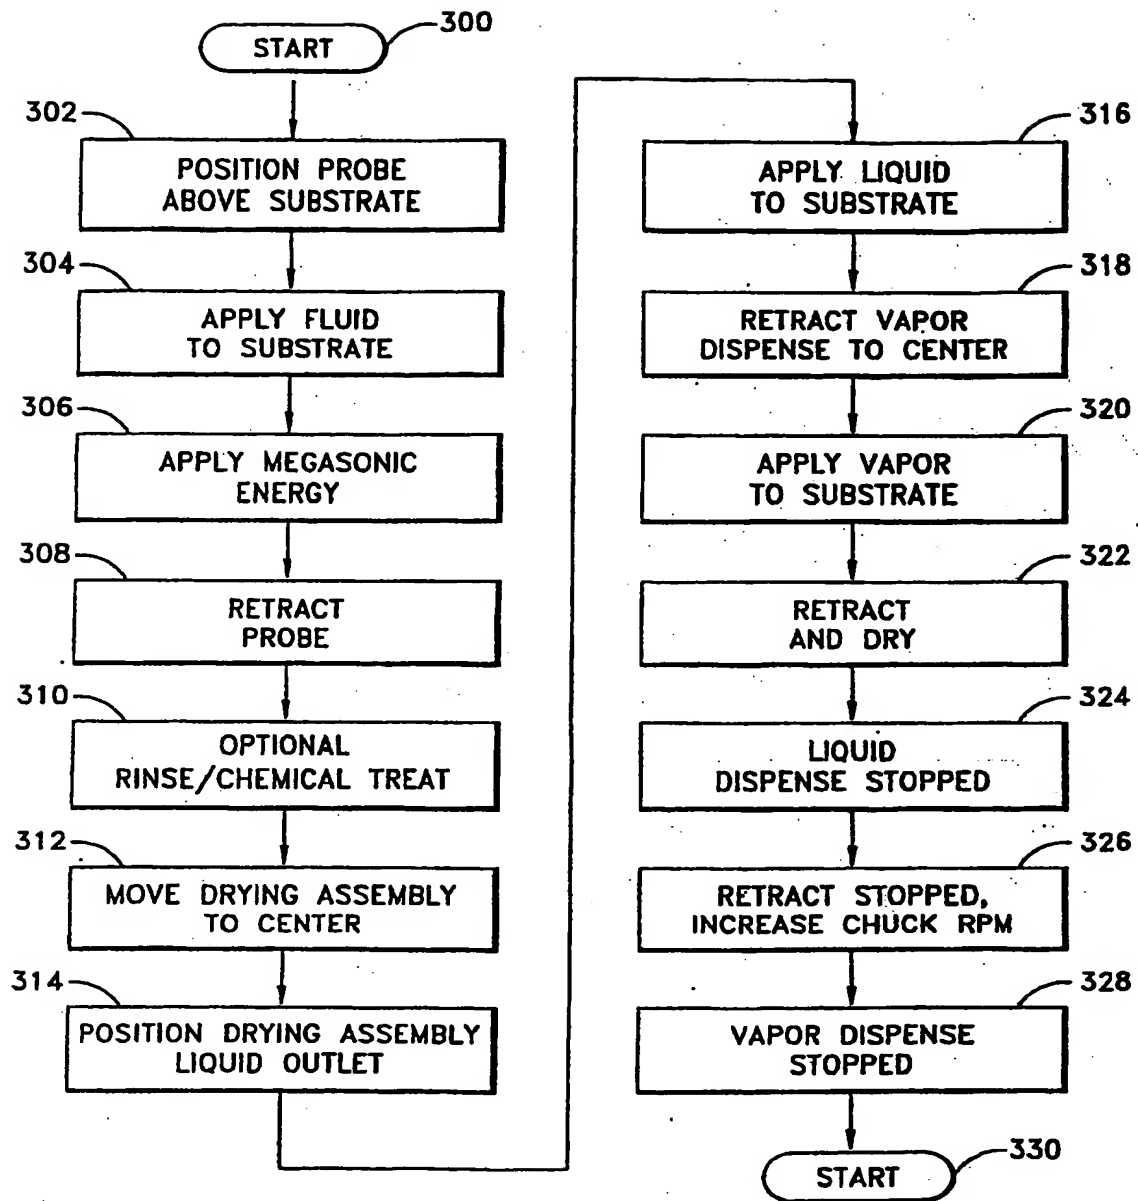 START
300
302
POSITION PROBE
ABOVE SUBSTRATE
304
APPLY FLUID
TO SUBSTRATE
306
APPLY MEGASONIC
ENERGY
308
RETRACT
PROBE
310
OPTIONAL
RINSE/CHEMICAL TREAT
312
MOVE DRYING ASSEMBLY
TO CENTER
314
POSITION DRYING ASSEMBLY
LIQUID OUTLET
316
APPLY LIQUID
TO SUBSTRATE
318
RETRACT VAPOR
DISPENSE TO CENTER
320
APPLY VAPOR
TO SUBSTRATE
322
RETRACT
AND DRY
324
LIQUID
DISPENSE STOPPED
326
RETRACT STOPPED,
INCREASE CHUCK RPM
328
VAPOR DISPENSE
STOPPED
330
START